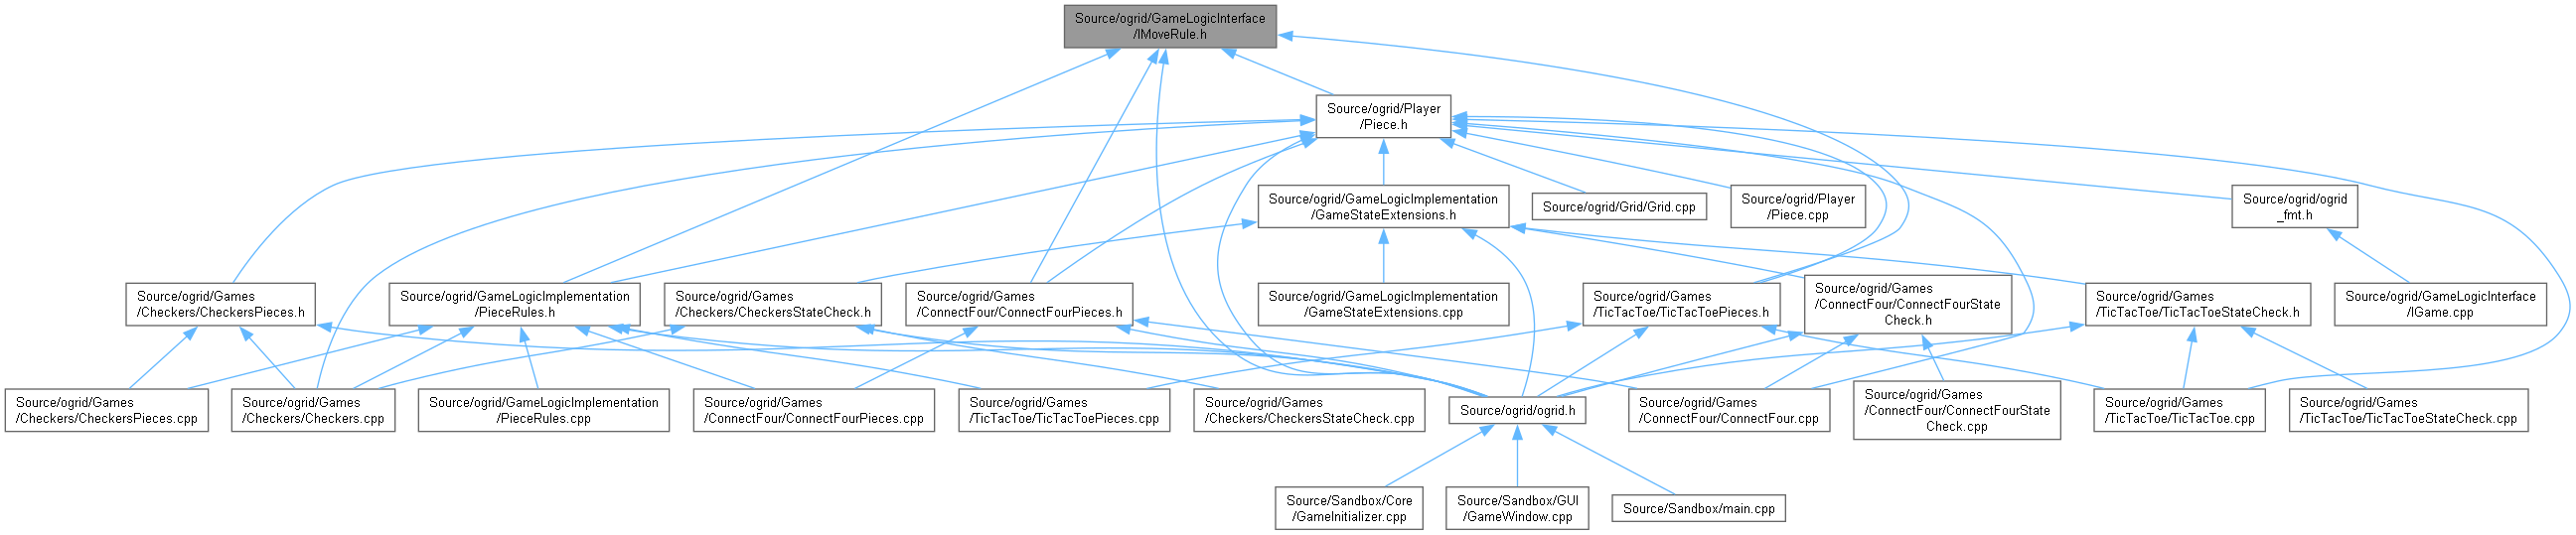 Source/ogrid/GameLogicInterface
/IMoveRule.h
Source/ogrid/Player
/Piece.h
Source/ogrid/GameLogicImplementation
/GameStateExtensions.h
Source/ogrid/Grid/Grid.cpp
Source/ogrid/Player
/Piece.cpp
Source/ogrid/ogrid
_fmt.h
Source/ogrid/Games
/Checkers/CheckersPieces.h
Source/ogrid/GameLogicImplementation
/PieceRules.h
Source/ogrid/Games
/Checkers/CheckersStateCheck.h
Source/ogrid/Games
/ConnectFour/ConnectFourPieces.h
Source/ogrid/GameLogicImplementation
/GameStateExtensions.cpp
Source/ogrid/Games
/TicTacToe/TicTacToePieces.h
Source/ogrid/Games
/ConnectFour/ConnectFourState
Check.h
Source/ogrid/Games
/TicTacToe/TicTacToeStateCheck.h
Source/ogrid/GameLogicInterface
/IGame.cpp
Source/ogrid/Games
/Checkers/CheckersPieces.cpp
Source/ogrid/Games
/Checkers/Checkers.cpp
Source/ogrid/GameLogicImplementation
/PieceRules.cpp
Source/ogrid/Games
/ConnectFour/ConnectFourPieces.cpp
Source/ogrid/Games
/TicTacToe/TicTacToePieces.cpp
Source/ogrid/Games
/Checkers/CheckersStateCheck.cpp
Source/ogrid/ogrid.h
Source/ogrid/Games
/ConnectFour/ConnectFour.cpp
Source/ogrid/Games
/ConnectFour/ConnectFourState
Check.cpp
Source/ogrid/Games
/TicTacToe/TicTacToe.cpp
Source/ogrid/Games
/TicTacToe/TicTacToeStateCheck.cpp
Source/Sandbox/Core
/GameInitializer.cpp
Source/Sandbox/GUI
/GameWindow.cpp
Source/Sandbox/main.cpp